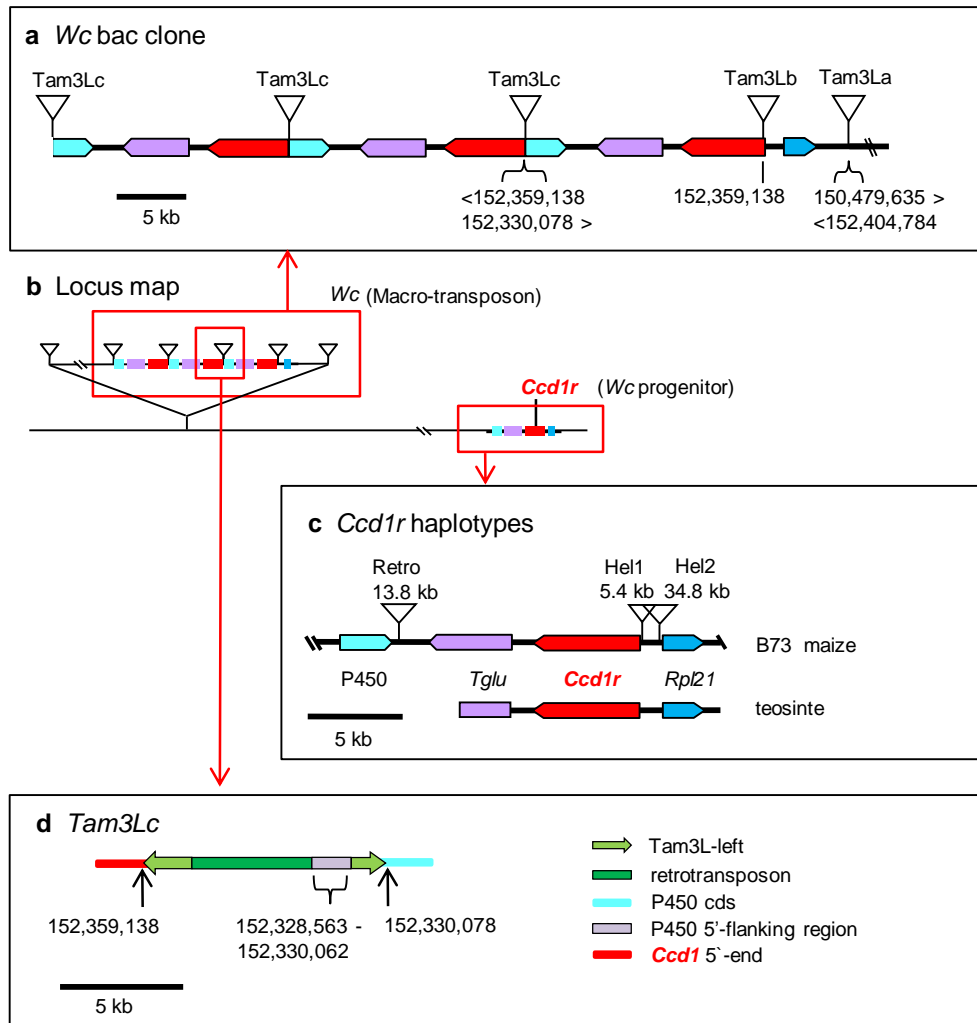 a Wc bac clone
Tam3Lc Tam3Lc Tam3Lc Tam3Lb Tam3La
5 kb
<152,359,138
152,330,078 >
152,359,138
150,479,635 >
<152,404,784
b Locus map
Wc (Macro-transposon)
Ccd1r (Wc progenitor)
c Ccd1r haplotypes
Retro
13.8 kb
Hel1
5.4 kb
Hel2
34.8 kb
B73 maize
P450 Tglu Ccd1r Rpl21
teosinte
5 kb
d Tam3Lc
152,359,138
152,328,563 -
152,330,062
152,330,078
5 kb
Tam3L-left
retrotransposon
P450 cds
P450 5'-flanking region
Ccd1 5`-end